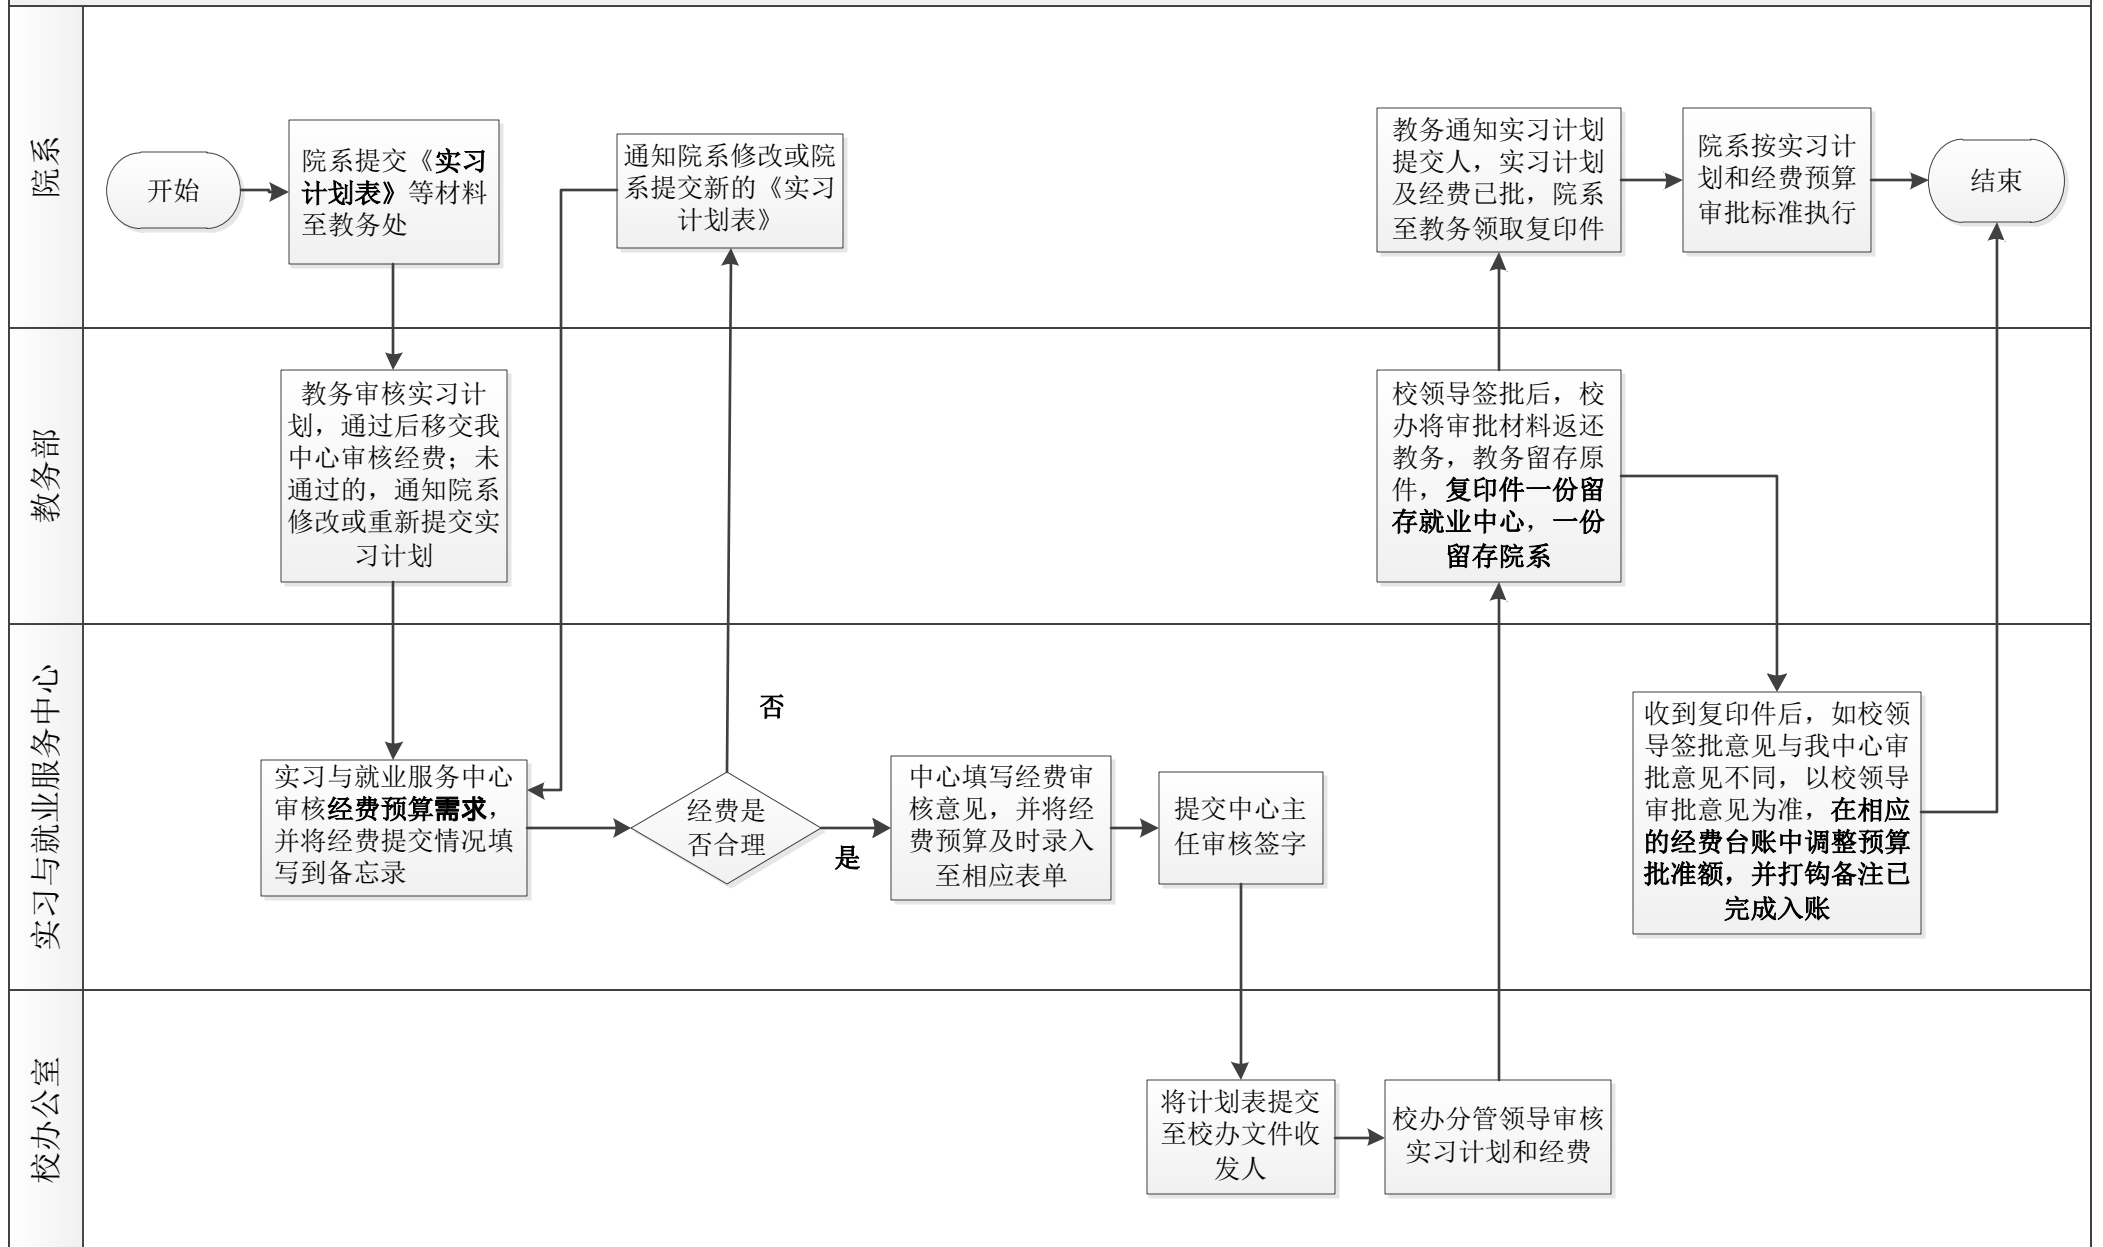 院系
开始
院系提交《实习
计划表》等材料
至教务处
通知院系修改或院
系提交新的《实习
计划表》
教务通知实习计划
提交人，实习计划
及经费已批，院系
至教务领取复印件
院系按实习计
划和经费预算
审批标准执行
结束
教务部
教务审核实习计
划，通过后移交我
中心审核经费；未
通过的，通知院系
修改或重新提交实
习计划
校领导签批后，校
办将审批材料返还
教务，教务留存原
件，复印件一份留
存就业中心，一份
留存院系
实习与就业服务中心
实习与就业服务中心
审核经费预算需求，
并将经费提交情况填
写到备忘录
经费是
否合理
否
是
中心填写经费审
核意见，并将经
费预算及时录入
至相应表单
提交中心主
任审核签字
收到复印件后，如校领
导签批意见与我中心审
批意见不同，以校领导
审批意见为准，在相应
的经费台账中调整预算
批准额，并打钩备注已
完成入账
校办公室
将计划表提交
至校办文件收
发人
校办分管领导审核
实习计划和经费